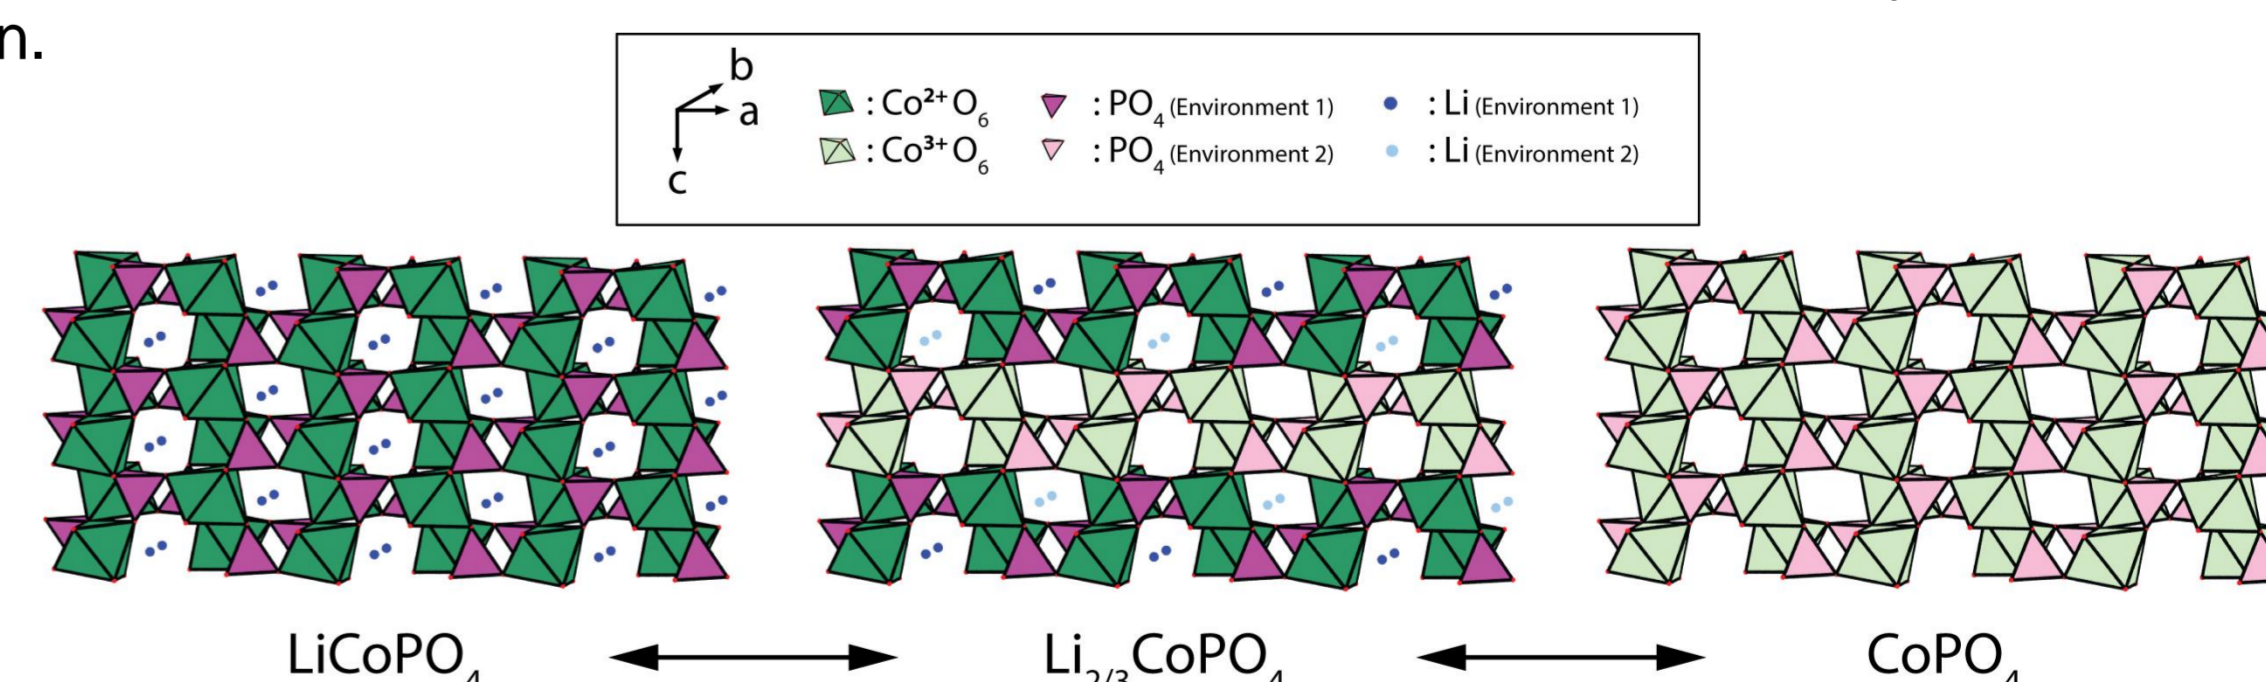 n.
b
a
c
: Co²⁺O₆ : PO₄ (Environment 1) : Li (Environment 1)
: Co³⁺O₆ : PO₄ (Environment 2) : Li (Environment 2)
LiCoPO₄ Li₂/₃CoPO₄ CoPO₄